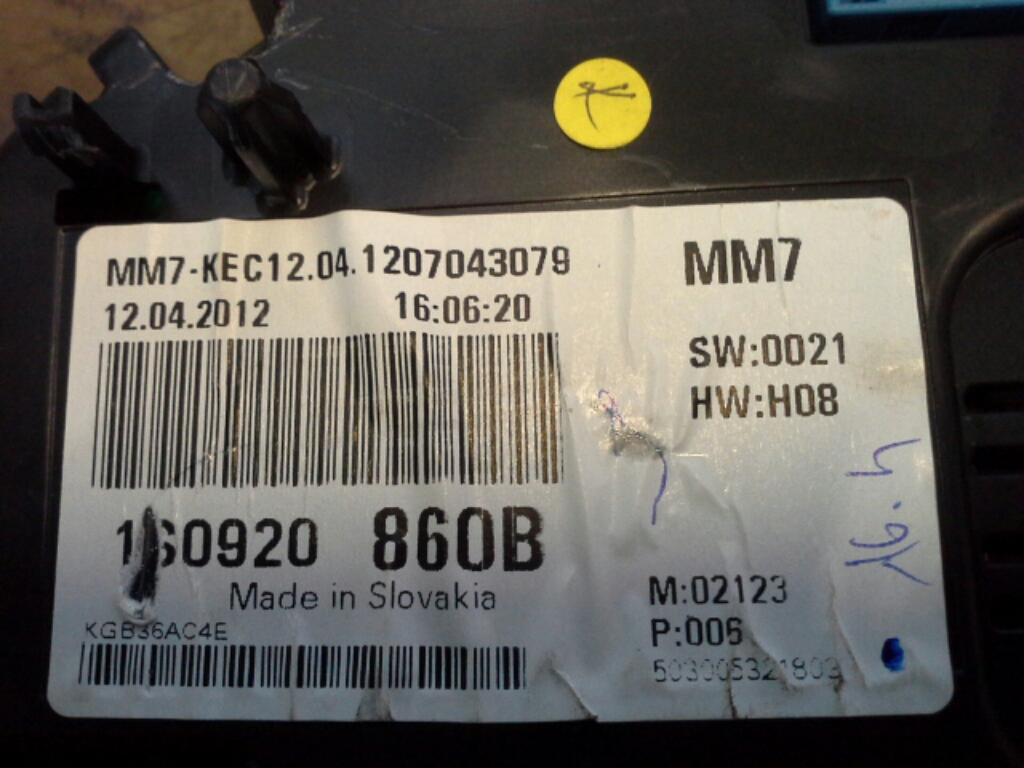 MM7-KEC12.04.1207043079
12.04.2012 16:06:20
MM7
SW:0021
HW:H08
1S0920 860B
Made in Slovakia
KGB36AC4E
M:02123
P:006
503005321803